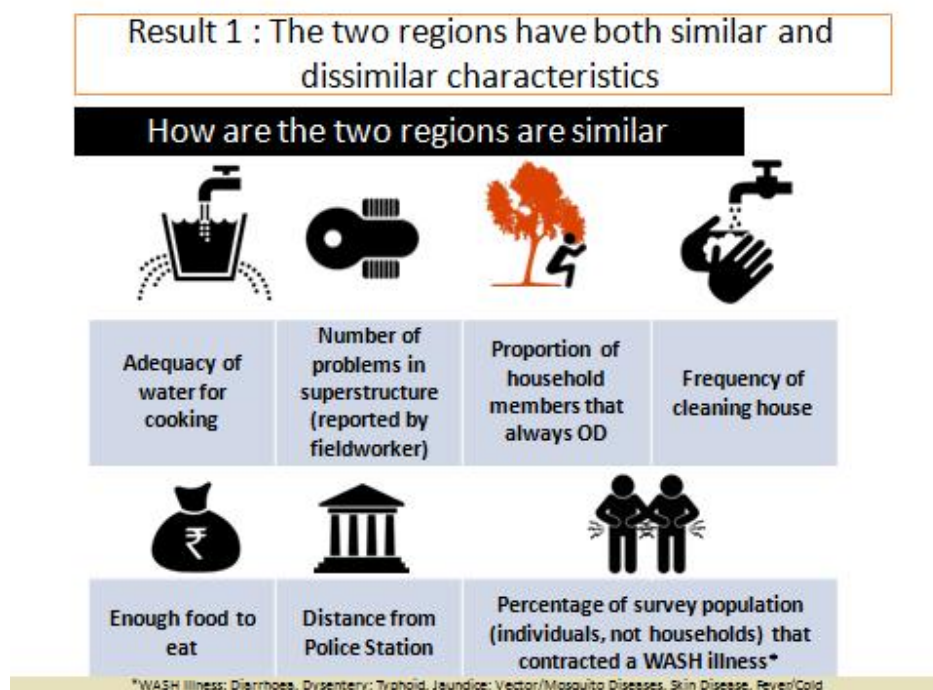 Result 1 : The two regions have both similar and
dissimilar characteristics
How are the two regions are similar
Adequacy of
water for
cooking
Number of
problems in
superstructure
(reported by
fieldworker)
Proportion of
household
members that
always OD
Frequency of
cleaning house
₹
Enough food to
eat
Distance from
Police Station
Percentage of survey population
(individuals, not households) that
contracted a WASH illness*
*WASH Illness: Diarrhoea, Dysentery; Typhoid, Jaundice; Vector/Mosquito Diseases, Skin Disease, Fever/Cold